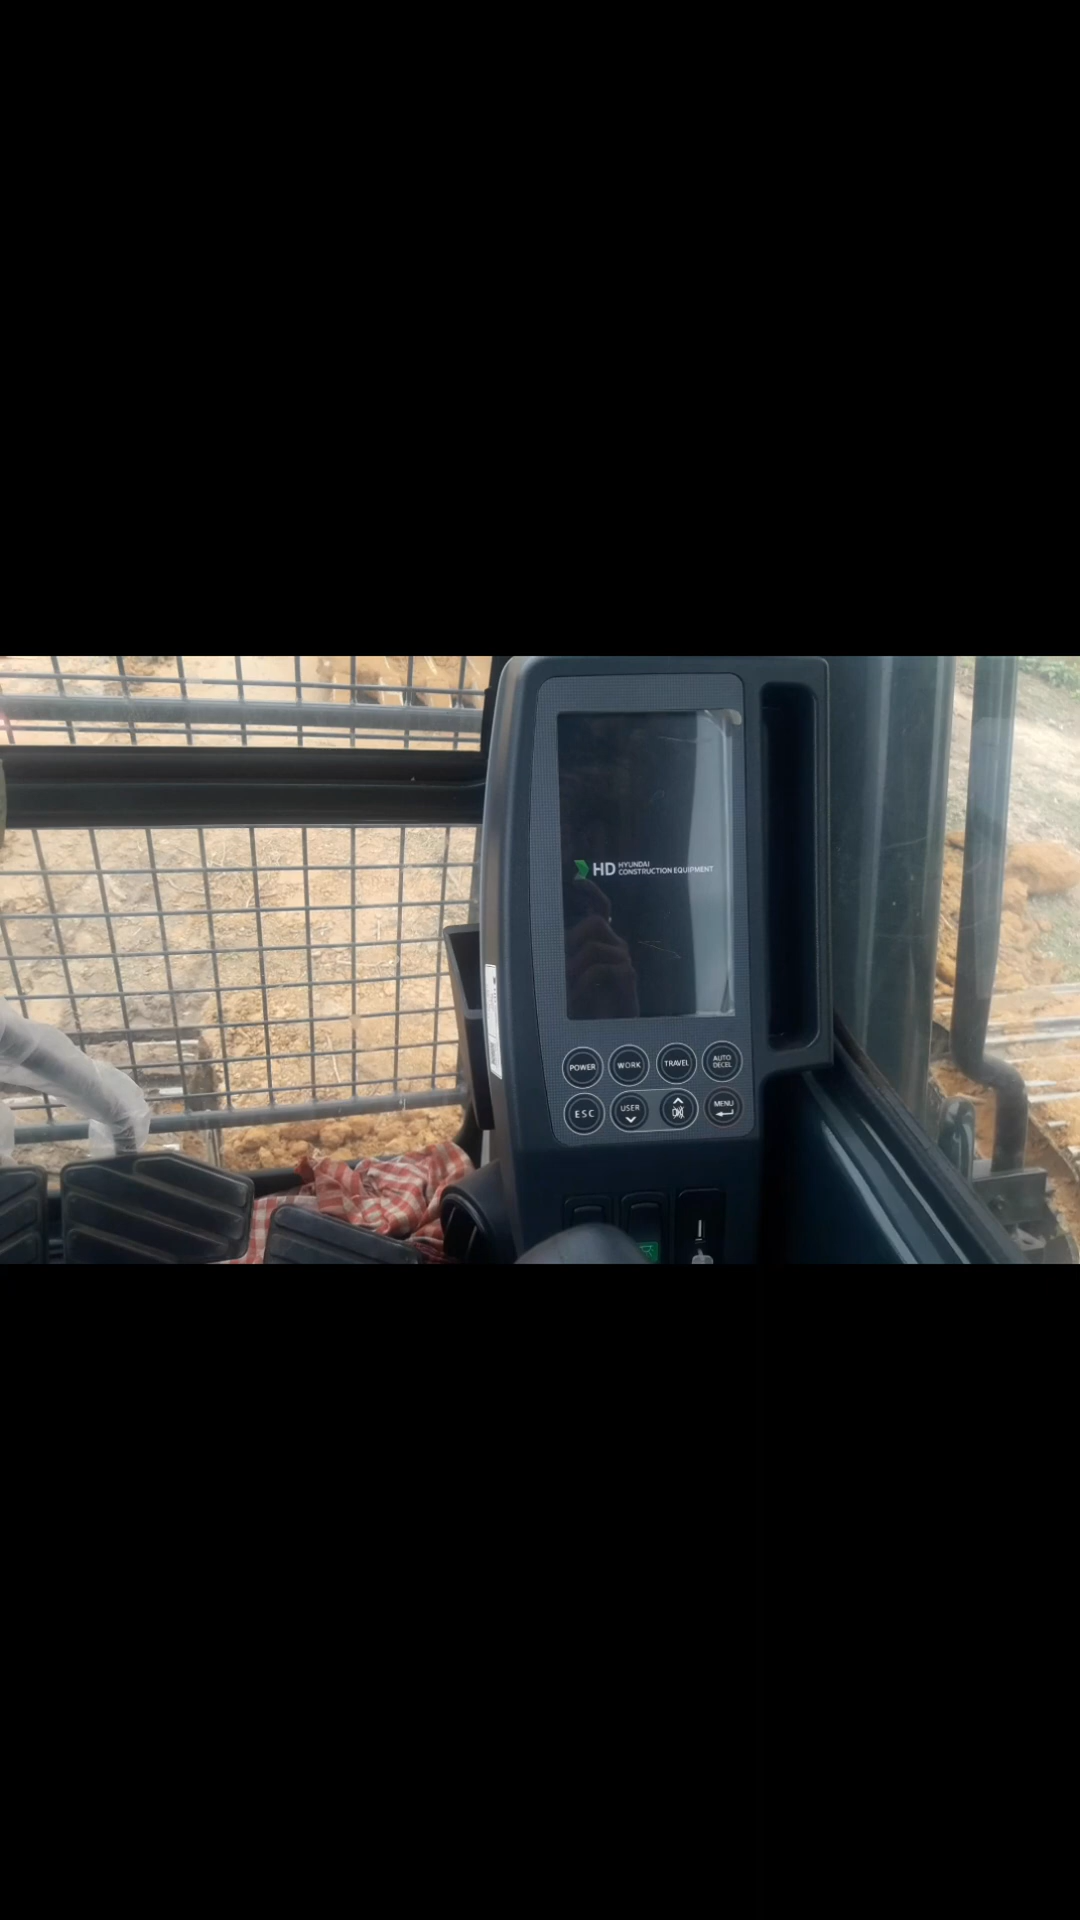 HD HYUNDAI
CONSTRUCTION EQUIPMENT
POWER WORK TRAVEL AUTO DECEL
ESC USER MENU